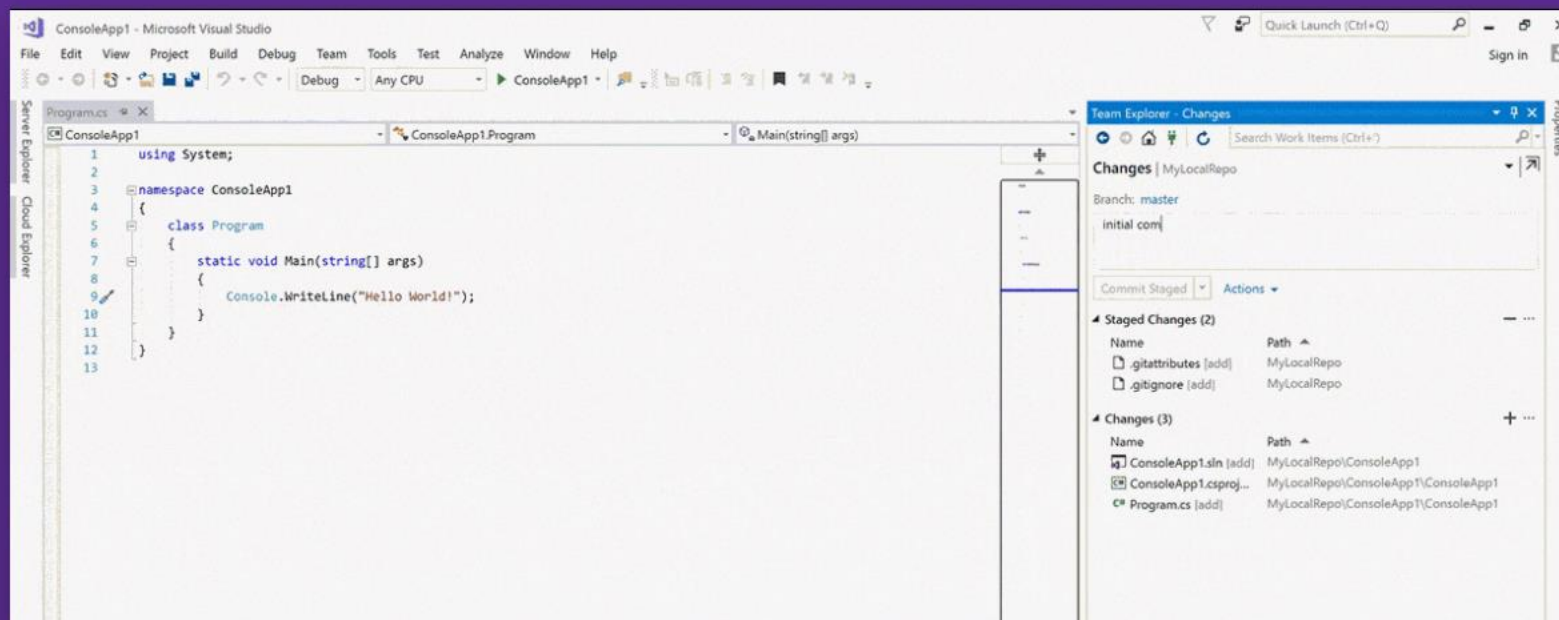 ConsoleApp1 - Microsoft Visual Studio
Quick Launch (Ctrl+Q)
File Edit View Project Build Debug Team Tools Test Analyze Window Help
Sign in
Debug Any CPU ConsoleApp1
Server Explorer
Cloud Explorer
Program.cs
ConsoleApp1 ConsoleApp1.Program Main(string[] args)
1 using System;
2
3 namespace ConsoleApp1
4 {
5 class Program
6 {
7 static void Main(string[] args)
8 {
9 Console.WriteLine("Hello World!");
10 }
11 }
12 }
13
Team Explorer - Changes
Search Work Items (Ctrl+')
Changes | MyLocalRepo
Branch: master
initial com
Commit Staged Actions
Staged Changes (2)
Name Path
.gitattributes [add] MyLocalRepo
.gitignore [add] MyLocalRepo
Changes (3)
Name Path
ConsoleApp1.sln [add] MyLocalRepo\ConsoleApp1
ConsoleApp1.csproj... MyLocalRepo\ConsoleApp1\ConsoleApp1
Program.cs [add] MyLocalRepo\ConsoleApp1\ConsoleApp1
Properties